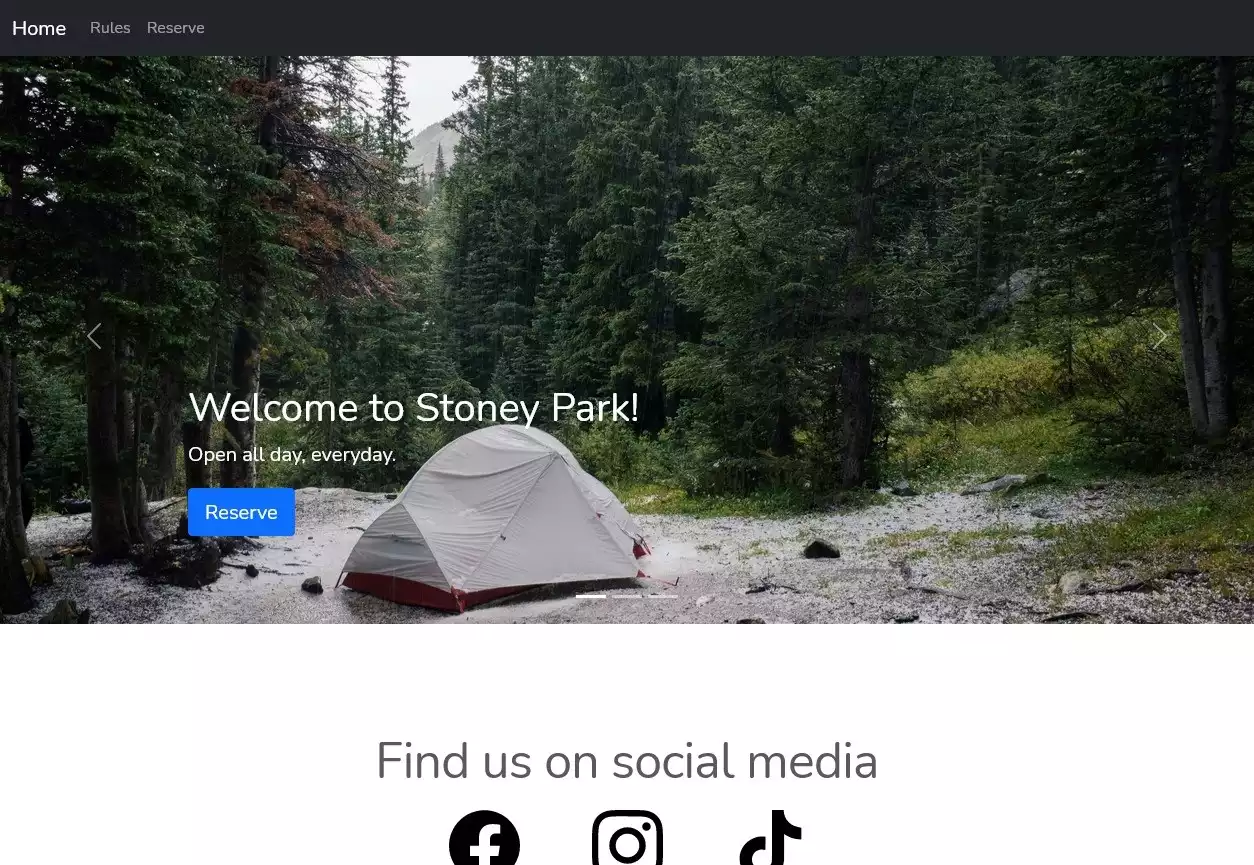 Home
Rules
Reserve
Welcome to Stoney Park!
Open all day, everyday.
Reserve
Find us on social media